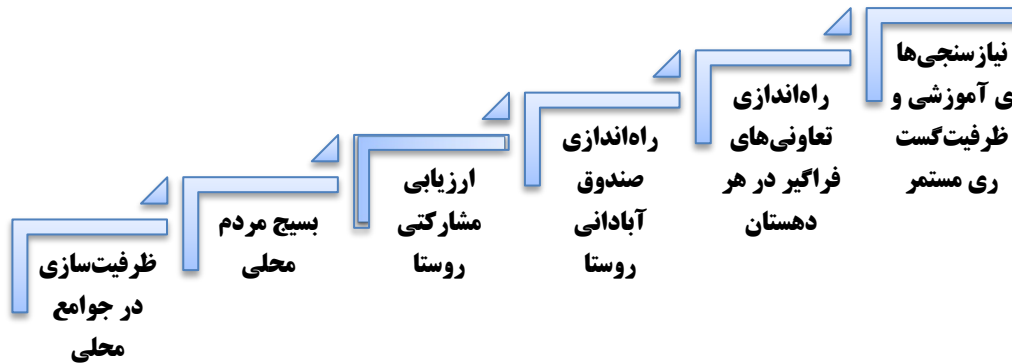 ظرفیت‌سازی
در جوامع
محلی
بسیج مردم
محلی
ارزیابی
مشارکتی
روستا
راه‌اندازی
صندوق
آبادانی
روستا
راه‌اندازی
تعاونی‌های
فراگیر در هر
دهستان
نیازسنجی‌ها
ی آموزشی و
ظرفیت‌گست
ری مستمر